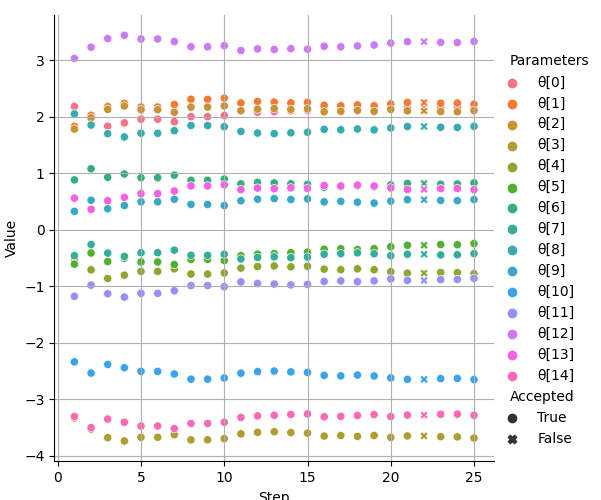 Parameters
θ[0]
θ[1]
θ[2]
θ[3]
θ[4]
θ[5]
θ[6]
θ[7]
θ[8]
θ[9]
θ[10]
θ[11]
θ[12]
θ[13]
θ[14]
Accepted
True
False
Value
3
2
1
0
−1
−2
−3
−4
0 5 10 15 20 25
Step